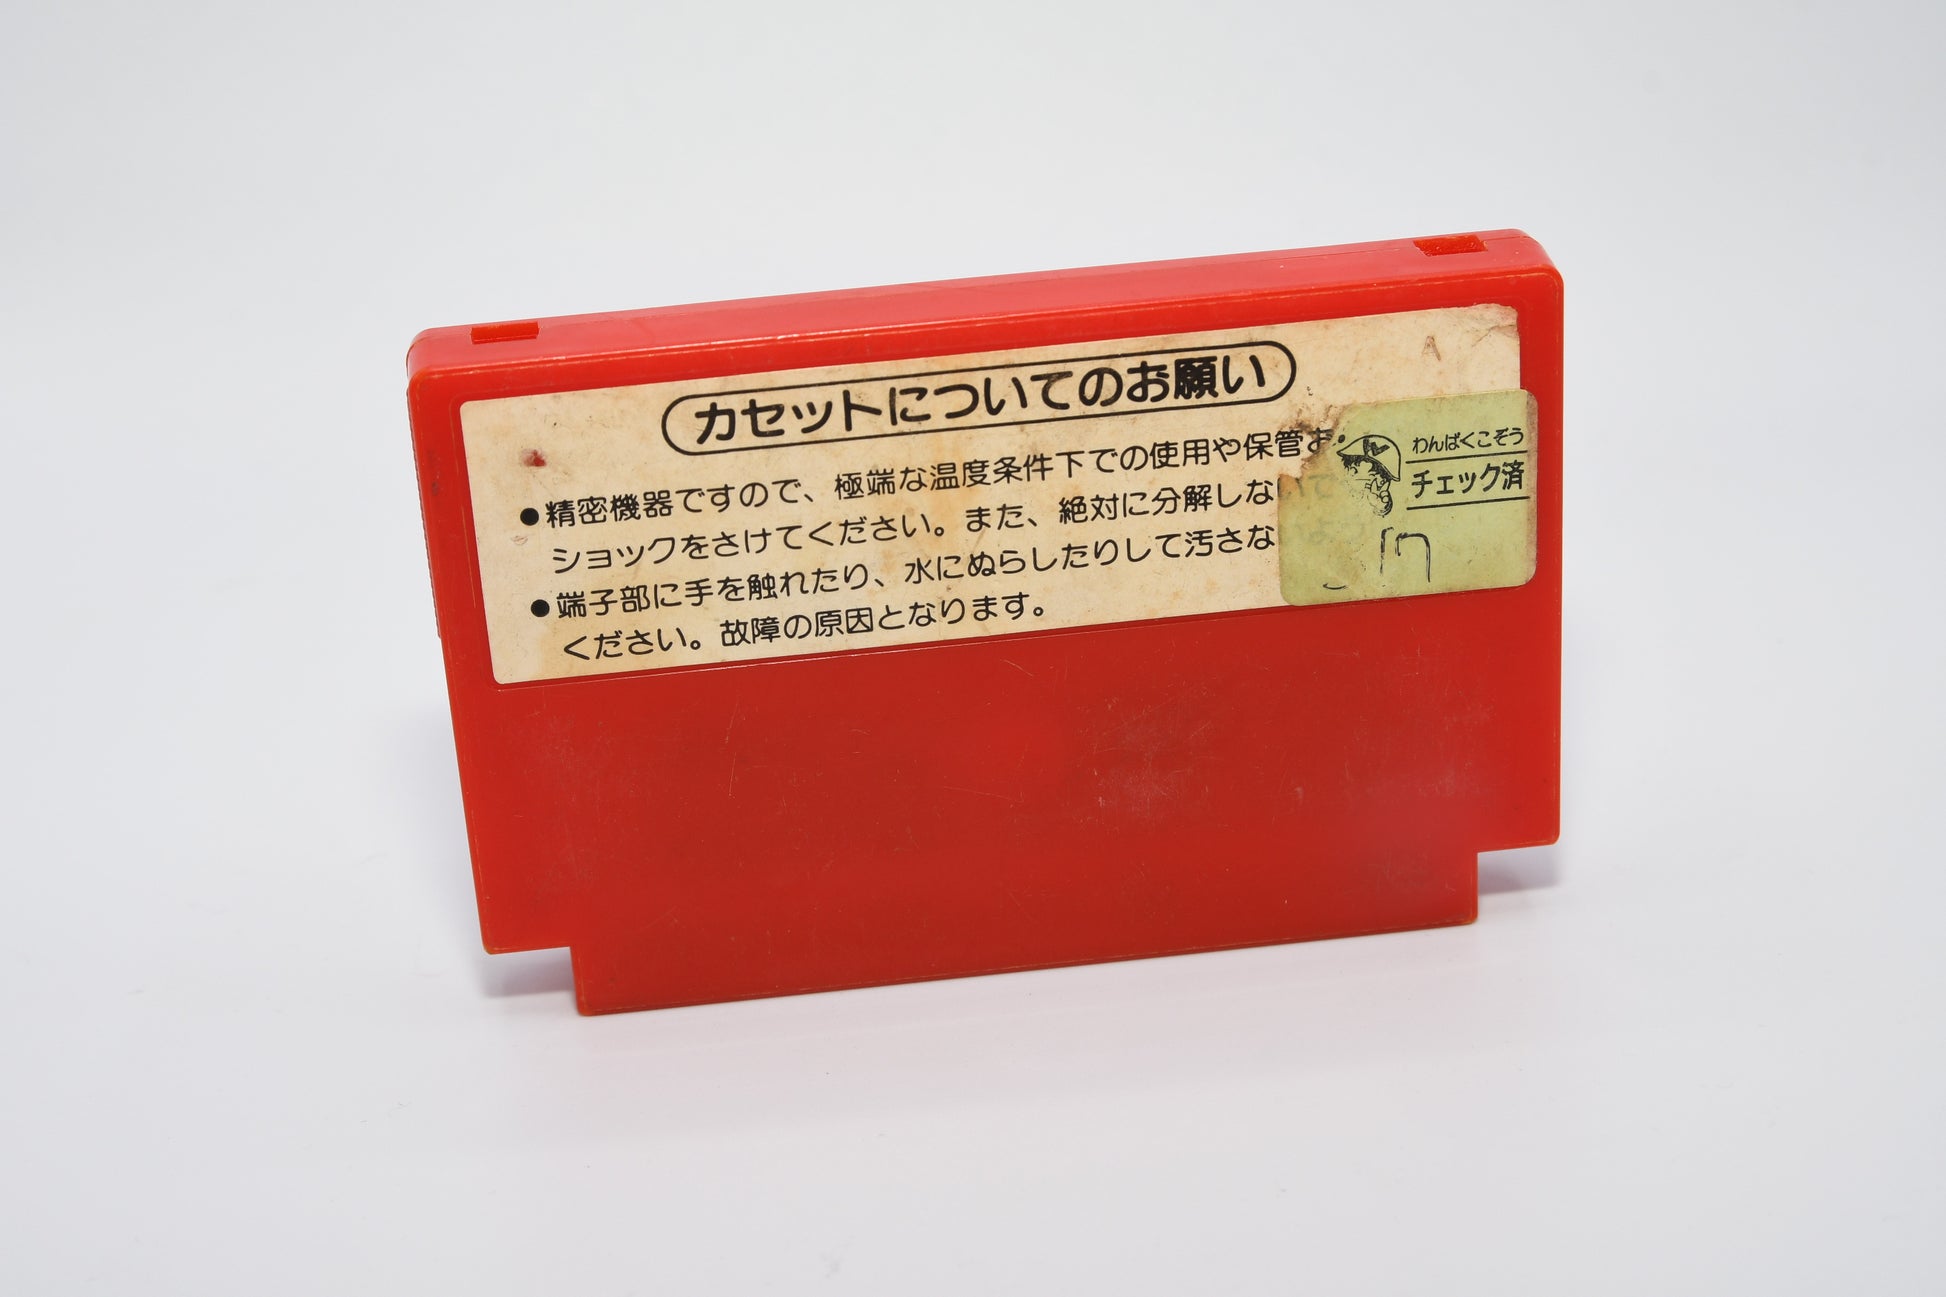 カセットについてのお願い
A
●精密機器ですので、極端な温度条件下での使用や保管お
ショックをさけてください。また、絶対に分解しないで
●端子部に手を触れたり、水にぬらしたりして汚さな
ください。故障の原因となります。
わんぱくこぞう
チェック済